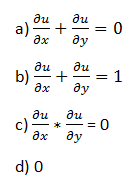 a) ∂u/∂x + ∂u/∂y = 0
b) ∂u/∂x + ∂u/∂y = 1
c) ∂u/∂x * ∂u/∂y = 0
d) 0